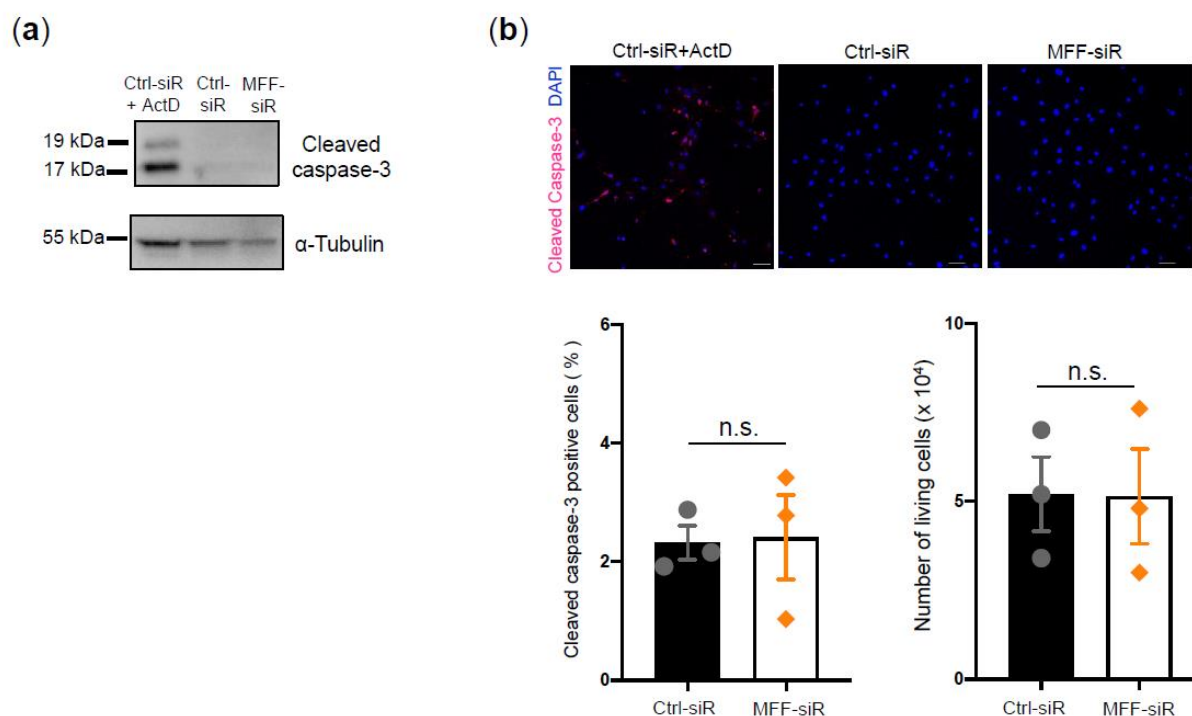 (a)
Ctrl-siR + ActD
Ctrl-siR
MFF-siR
19 kDa
17 kDa
Cleaved
caspase-3
55 kDa
α-Tubulin
(b)
Ctrl-siR+ActD
Ctrl-siR
MFF-siR
Cleaved Caspase-3 DAPI
Cleaved caspase-3 positive cells ( % )
6
4
2
0
n.s.
Ctrl-siR
MFF-siR
Number of living cells (x 10⁴)
10
5
0
n.s.
Ctrl-siR
MFF-siR